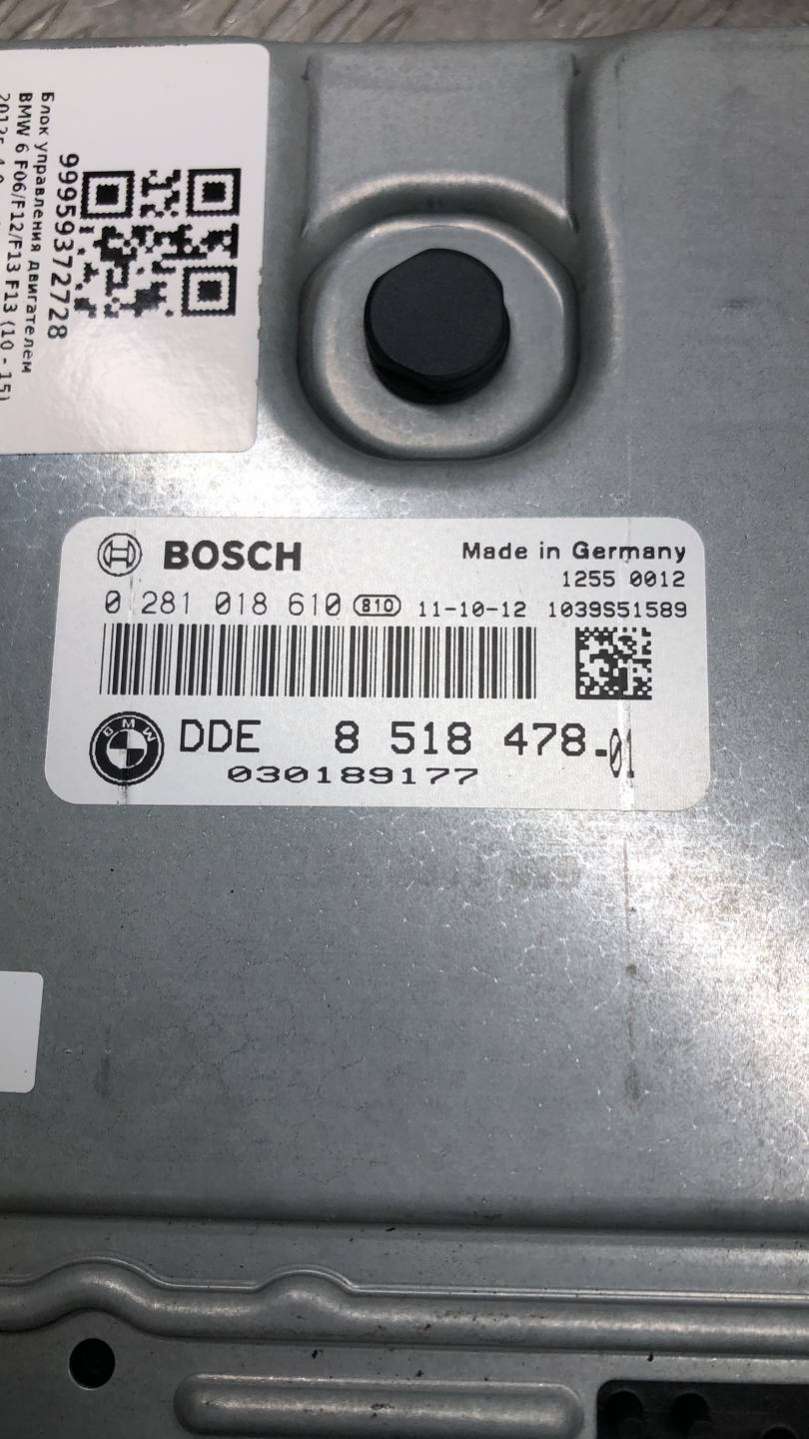 Блок управления двигателем
BMW 6 F06/F12/F13 F13 (10 - 15)
99959372728
BOSCH
Made in Germany
1255 0012
0 281 018 610 810 11-10-12 1039S51589
BMW
DDE 8 518 478-01
030189177